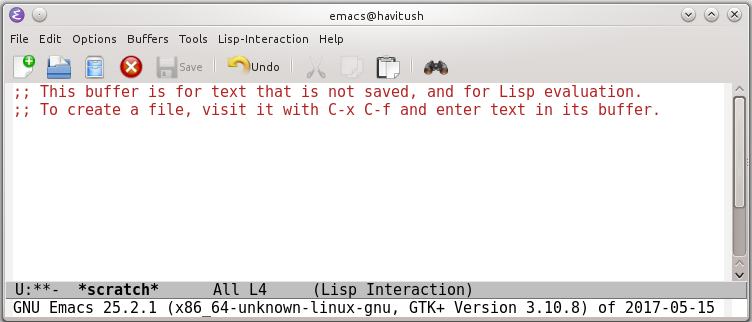 emacs@havitush
File Edit Options Buffers Tools Lisp-Interaction Help
Save Undo
;; This buffer is for text that is not saved, and for Lisp evaluation.
;; To create a file, visit it with C-x C-f and enter text in its buffer.
U:**-  *scratch*      All L4     (Lisp Interaction)
GNU Emacs 25.2.1 (x86_64-unknown-linux-gnu, GTK+ Version 3.10.8) of 2017-05-15